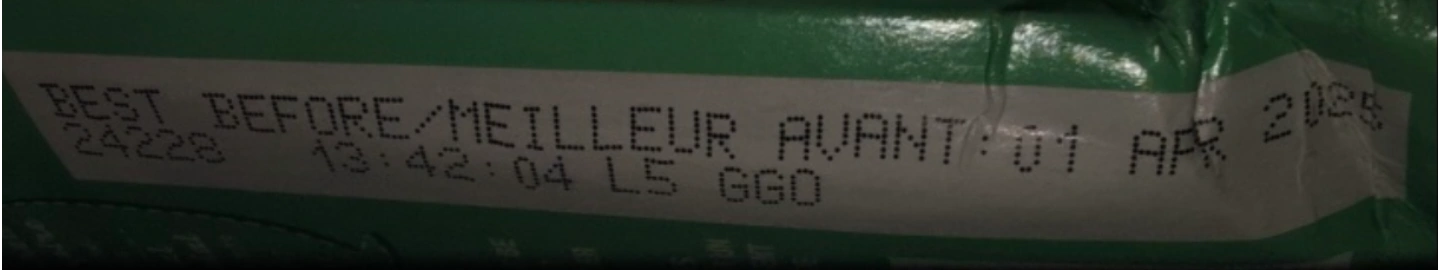 BEST BEFORE/MEILLEUR AVANT:01 APR 2025
24228 13:42:04 L5 GGO